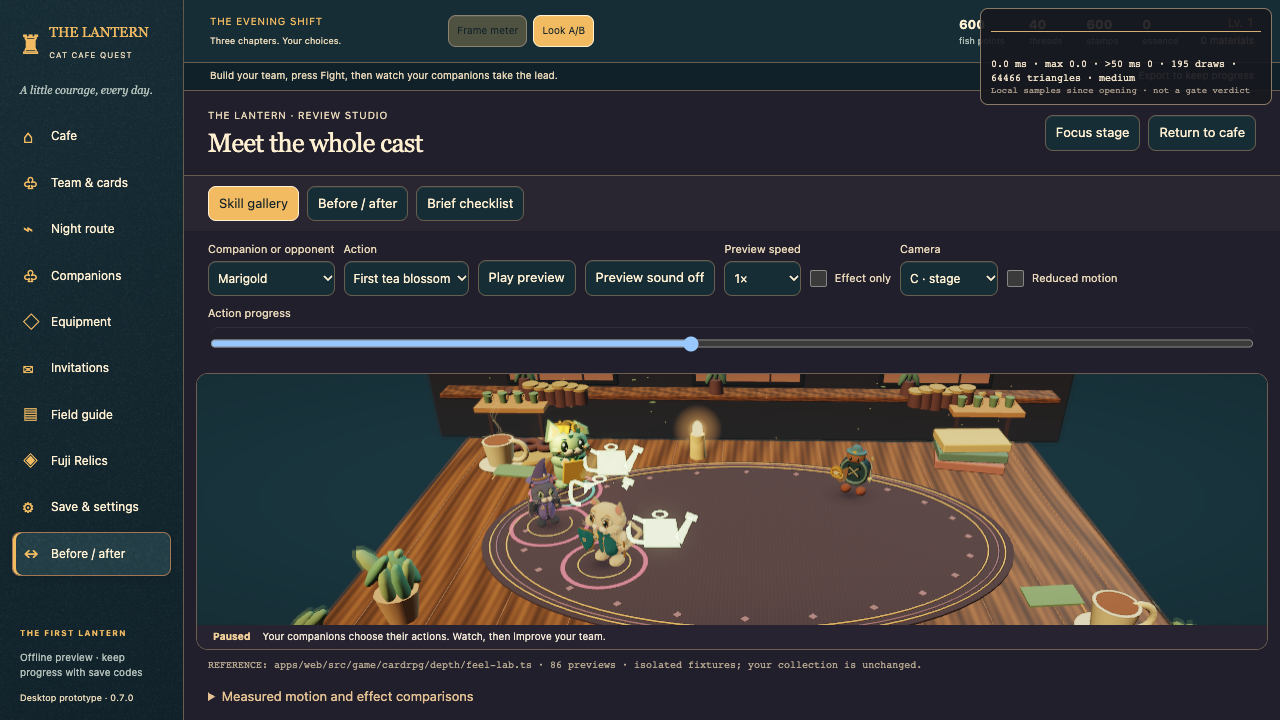 THE LANTERN
CAT CAFE QUEST
A little courage, every day.
Cafe
Team & cards
Night route
Companions
Equipment
Invitations
Field guide
Fuji Relics
Save & settings
Before / after
THE FIRST LANTERN
Offline preview · keep
progress with save codes
Desktop prototype · 0.7.0
THE EVENING SHIFT
Three chapters. Your choices.
Frame meter
Look A/B
600 40 600 0 Lv. 1
fish points threads stamps essence 0 materials
0.0 ms · max 0.0 · >50 ms 0 · 195 draws ·
64466 triangles · medium
Export to keep progress
Local samples since opening · not a gate verdict
Build your team, press Fight, then watch your companions take the lead.
THE LANTERN · REVIEW STUDIO
Meet the whole cast
Focus stage
Return to cafe
Skill gallery
Before / after
Brief checklist
Companion or opponent Action Preview speed Camera
Marigold First tea blossom Play preview Preview sound off 1x Effect only C · stage Reduced motion
Action progress
Paused Your companions choose their actions. Watch, then improve your team.
REFERENCE: apps/web/src/game/cardrpg/depth/feel-lab.ts · 86 previews · isolated fixtures; your collection is unchanged.
Measured motion and effect comparisons